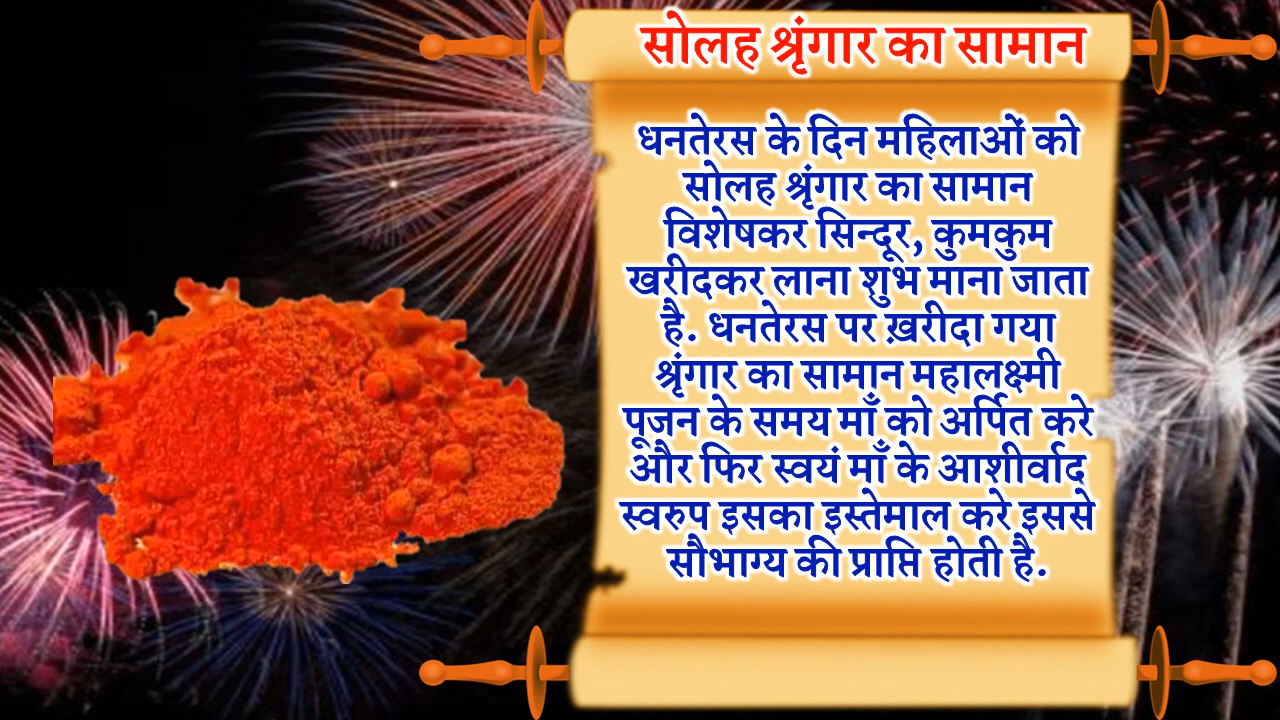 सोलह श्रृंगार का सामान
धनतेरस के दिन महिलाओं को
सोलह श्रृंगार का सामान
विशेषकर सिन्दूर, कुमकुम
खरीदकर लाना शुभ माना जाता
है. धनतेरस पर ख़रीदा गया
श्रृंगार का सामान महालक्ष्मी
पूजन के समय माँ को अर्पित करे
और फिर स्वयं माँ के आशीर्वाद
स्वरुप इसका इस्तेमाल करे इससे
सौभाग्य की प्राप्ति होती है.